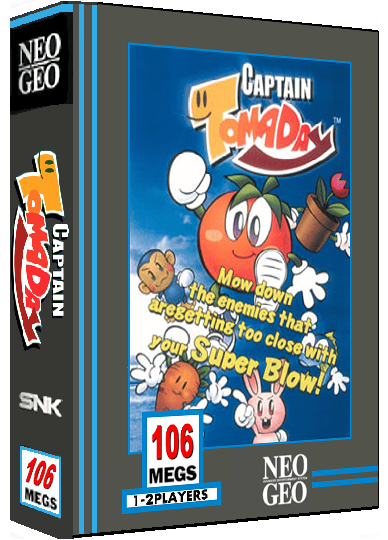 NEO
GEO
CAPTAIN
TOMADAY
SNK
106
MEGS
CAPTAIN
TOMADAY
TM
Mow down
the enemies that
aregetting too close with
your Super Blow!
106
MEGS
1-2PLAYERS
NEO
GEO